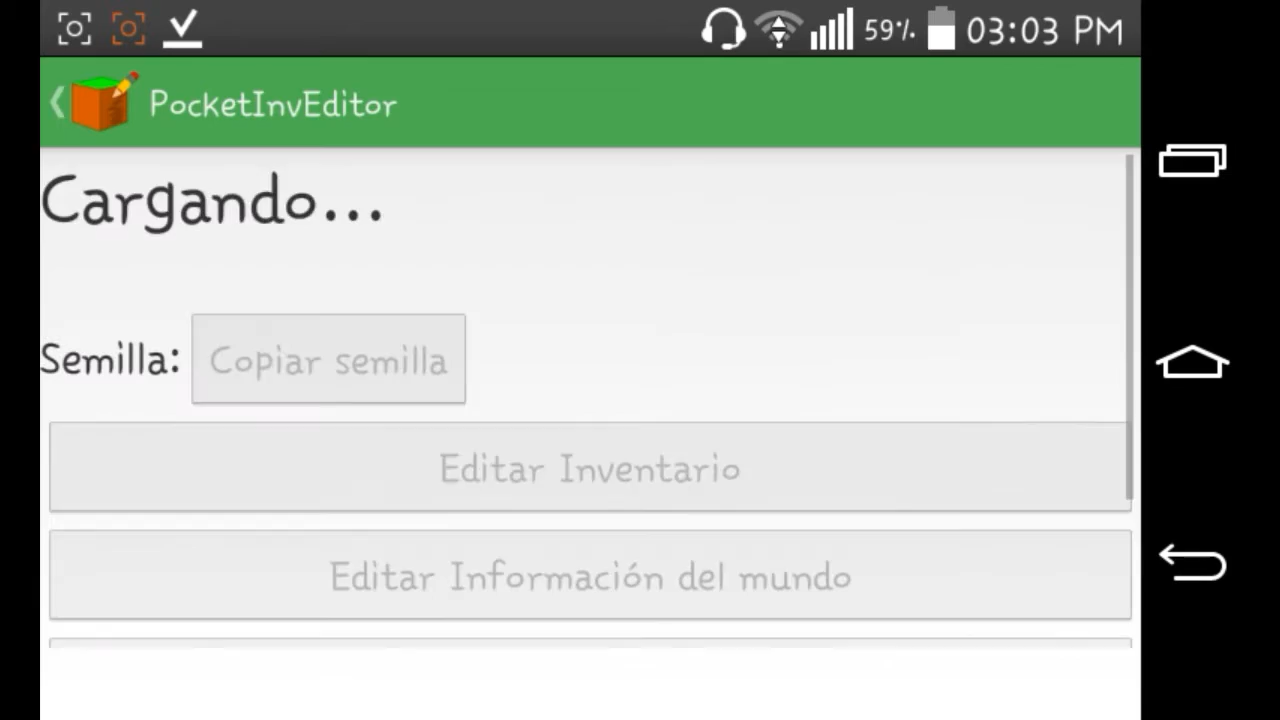 59% 03:03 PM
PocketInvEditor
Cargando...
Semilla: Copiar semilla
Editar Inventario
Editar Información del mundo